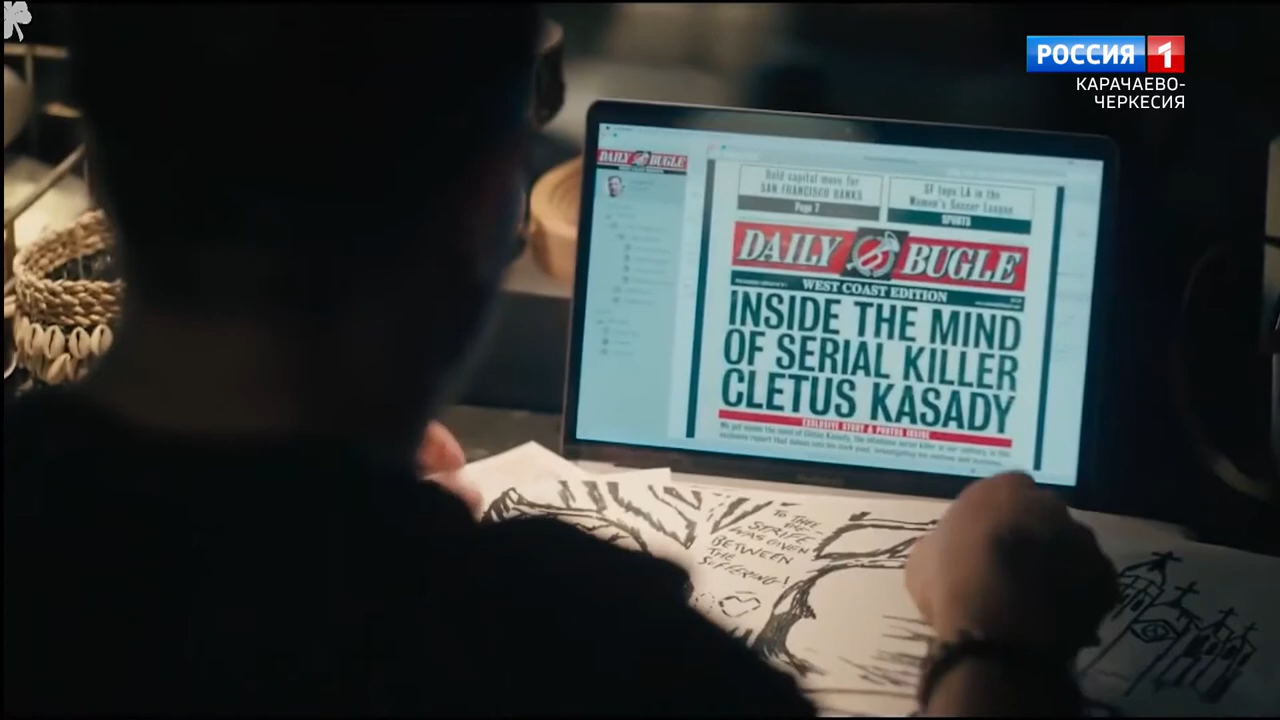 РОССИЯ 1
КАРАЧАЕВО-
ЧЕРКЕСИЯ
DAILY BUGLE
Bold capital move for
SAN FRANCISCO BANKS
Page 7
SF tops LA in the
Women's Soccer League
SPORTS
DAILY BUGLE
WEST COAST EDITION
INSIDE THE MIND
OF SERIAL KILLER
CLETUS KASADY
EXCLUSIVE STORY & PHOTOS INSIDE
TO THEE
STRIFE
WAS GIVEN
BETWEEN
THE
SUFFERING!